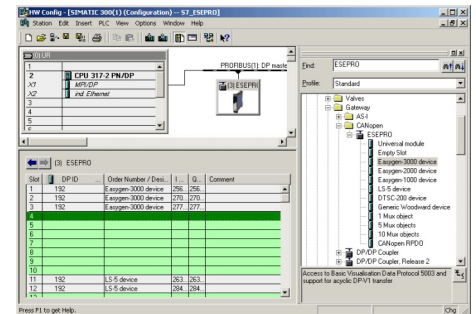 HW Config - [SIMATIC 300(1) (Configuration) -- S7_ESEPRO]
Station Edit Insert PLC View Options Window Help
(0) UR
1
2 CPU 317-2 PN/DP
X1 MPI/DP
X2 ind Ethernet
3
4
5
6
PROFIBUS(1): DP maste
(3) ESEPRI
Find: ESEPRO
Profile: Standard
Valves
Gateway
AS-I
CANopen
ESEPRO
Universal module
Empty Slot
Easygen-3000 device
Easygen-2000 device
Easygen-1000 device
LS-5 device
DTSC-200 device
Generic Woodward device
1 Mux object
5 Mux objects
10 Mux objects
CANopen RPDO
DP/DP Coupler
DP/DP Coupler, Release 2
(3) ESEPRO
Slot DP ID ... Order Number / Desi... I ... Q... Comment
1 192 Easygen-3000 device 256... 256...
2 192 Easygen-3000 device 270... 270...
3 192 Easygen-3000 device 277... 277...
4
5
6
7
8
9
10
11 192 LS-5 device 263... 263...
12 192 LS-5 device 284... 284...
Access to Basic Visualisation Data Protocol 5003 and
support for acyclic DP-V1 transfer
Press F1 to get Help.
Chg